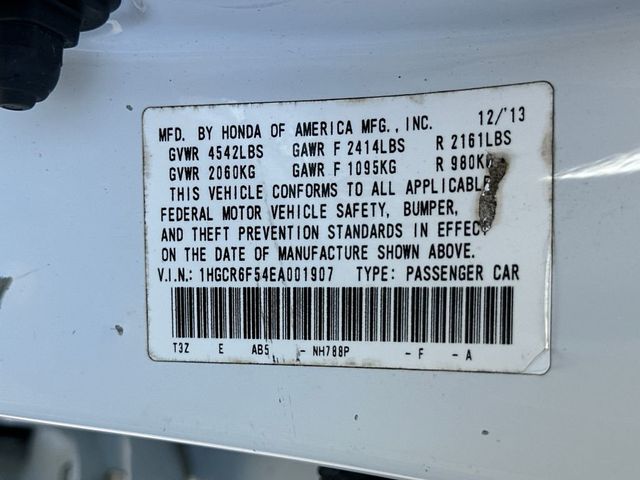 MFD. BY HONDA OF AMERICA MFG., INC. 12/'13
GVWR 4542LBS GAWR F 2414LBS R 2161LBS
GVWR 2060KG GAWR F 1095KG R 980KG
THIS VEHICLE CONFORMS TO ALL APPLICABLE
FEDERAL MOTOR VEHICLE SAFETY, BUMPER,
AND THEFT PREVENTION STANDARDS IN EFFECT
ON THE DATE OF MANUFACTURE SHOWN ABOVE.
V.I.N.: 1HGCR6F54EA001907 TYPE: PASSENGER CAR
T3Z E AB5 - NH788P - F - A